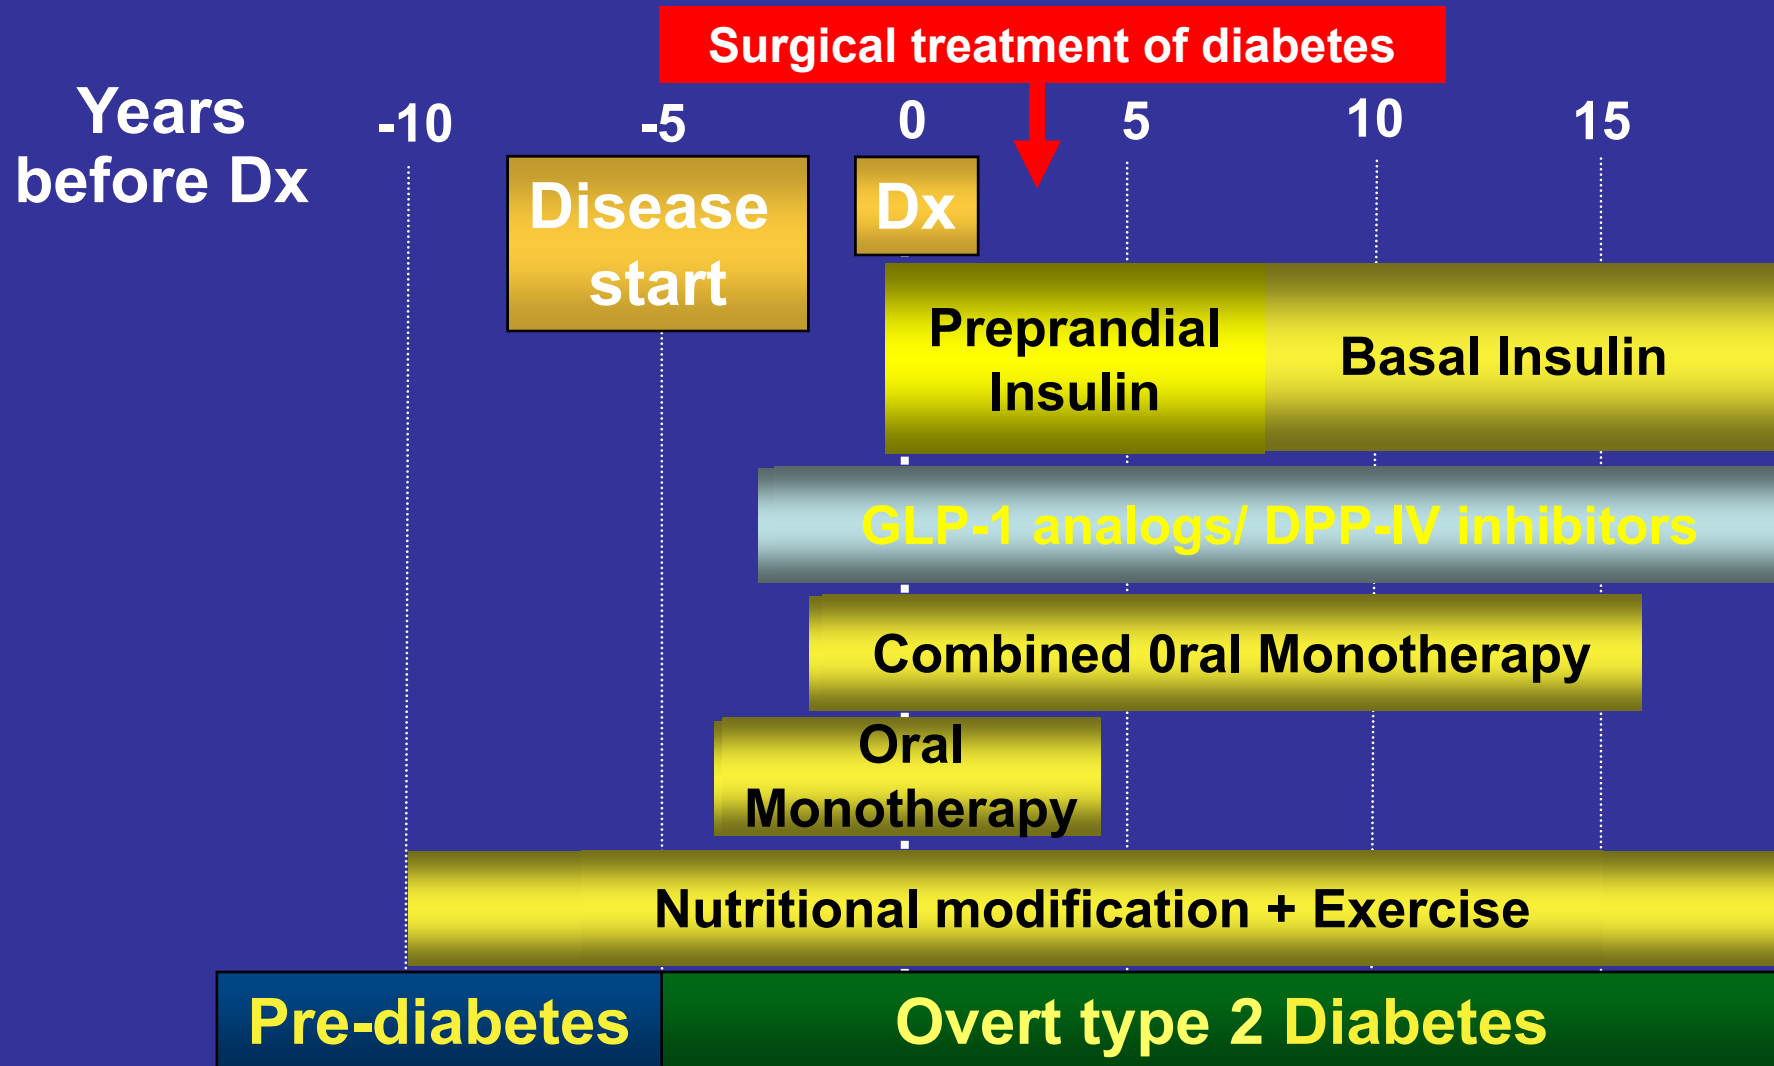 Surgical treatment of diabetes
Years
before Dx
-10
-5
0
5
10
15
Disease
start
Dx
Preprandial
Insulin
Basal Insulin
GLP-1 analogs/ DPP-IV inhibitors
Combined 0ral Monotherapy
Oral
Monotherapy
Nutritional modification + Exercise
Pre-diabetes
Overt type 2 Diabetes